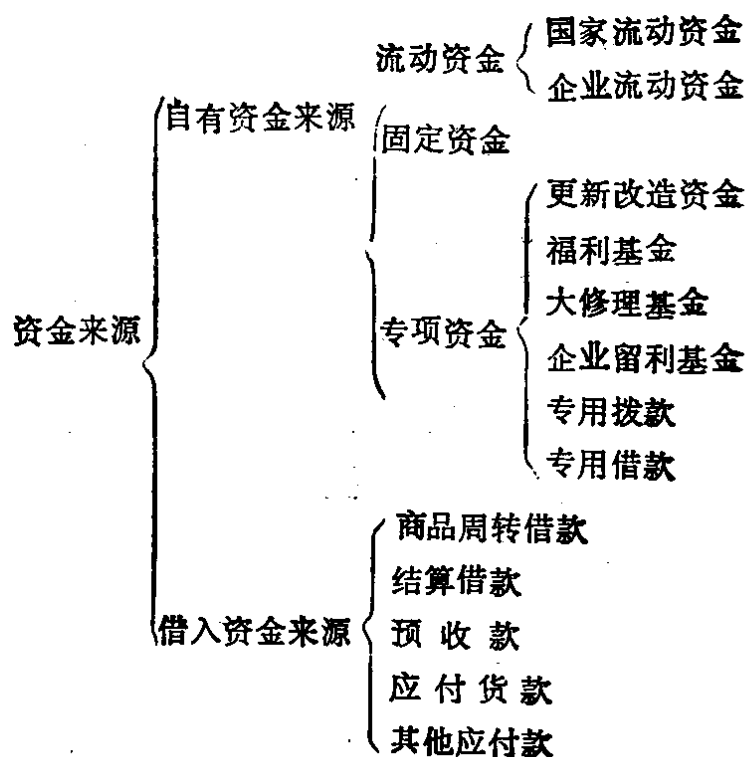 流动资金
国家流动资金
企业流动资金
自有资金来源
固定资金
专项资金
更新改造资金
福利基金
大修理基金
企业留利基金
专用拨款
专用借款
资金来源
借入资金来源
商品周转借款
结算借款
预收款
应付货款
其他应付款